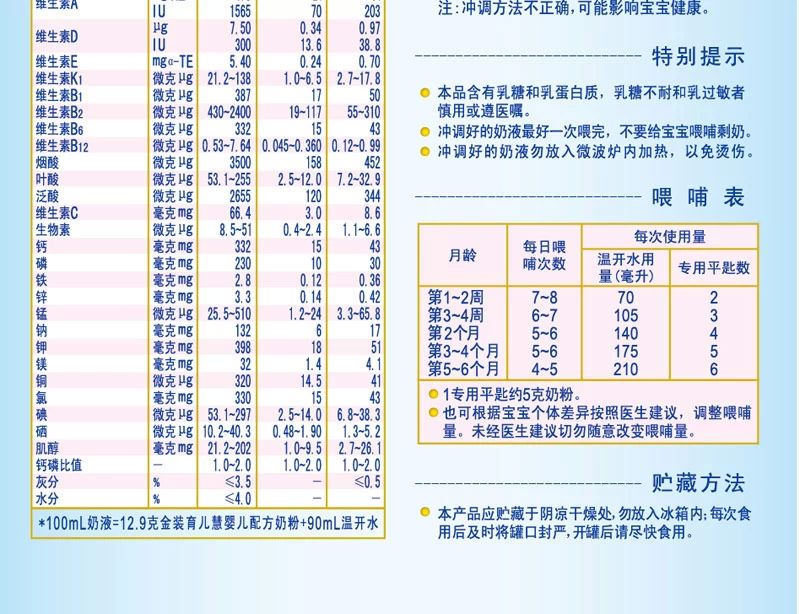 维生素A
IU 1565 70 203
维生素D μg 7.50 0.34 0.97
IU 300 13.6 38.8
维生素E mgα-TE 5.40 0.24 0.70
维生素K1 微克μg 21.2~138 1.0~6.5 2.7~17.8
维生素B1 微克μg 387 17 50
维生素B2 微克μg 430~2400 19~117 55~310
维生素B6 微克μg 332 15 43
维生素B12 微克μg 0.53~7.64 0.045~0.360 0.12~0.99
烟酸 微克μg 3500 158 452
叶酸 微克μg 53.1~255 2.5~12.0 7.2~32.9
泛酸 微克μg 2655 120 344
维生素C 毫克mg 66.4 3.0 8.6
生物素 微克μg 8.5~51 0.4~2.4 1.1~6.6
钙 毫克mg 332 15 43
磷 毫克mg 230 10 30
铁 毫克mg 2.8 0.12 0.36
锌 毫克mg 3.3 0.14 0.42
锰 微克μg 25.5~510 1.2~24 3.3~65.8
钠 毫克mg 132 6 17
钾 毫克mg 398 18 51
镁 毫克mg 32 1.4 4.1
铜 微克μg 320 14.5 41
氯 毫克mg 330 15 43
碘 微克μg 53.1~297 2.5~14.0 6.8~38.3
硒 微克μg 10.2~40.3 0.48~1.90 1.3~5.2
肌醇 毫克mg 21.2~202 1.0~9.5 2.7~26.1
钙磷比值 — 1.0~2.0 1.0~2.0 1.0~2.0
灰分 % ≤3.5 — ≤0.5
水分 % ≤4.0 — —
*100mL奶液=12.9克金装育儿慧婴儿配方奶粉+90mL温开水
注:冲调方法不正确,可能影响宝宝健康。
特别提示
本品含有乳糖和乳蛋白质，乳糖不耐和乳过敏者
慎用或遵医嘱。
冲调好的奶液最好一次喂完，不要给宝宝喂哺剩奶。
冲调好的奶液勿放入微波炉内加热，以免烫伤。
喂哺表
月龄 每日喂哺次数 每次使用量
温开水用量(毫升) 专用平匙数
第1~2周 7~8 70 2
第3~4周 6~7 105 3
第2个月 5~6 140 4
第3~4个月 5~6 175 5
第5~6个月 4~5 210 6
1专用平匙约5克奶粉。
也可根据宝宝个体差异按照医生建议，调整喂哺
量。未经医生建议切勿随意改变喂哺量。
贮藏方法
本产品应贮藏于阴凉干燥处,勿放入冰箱内;每次食
用后及时将罐口封严,开罐后请尽快食用。